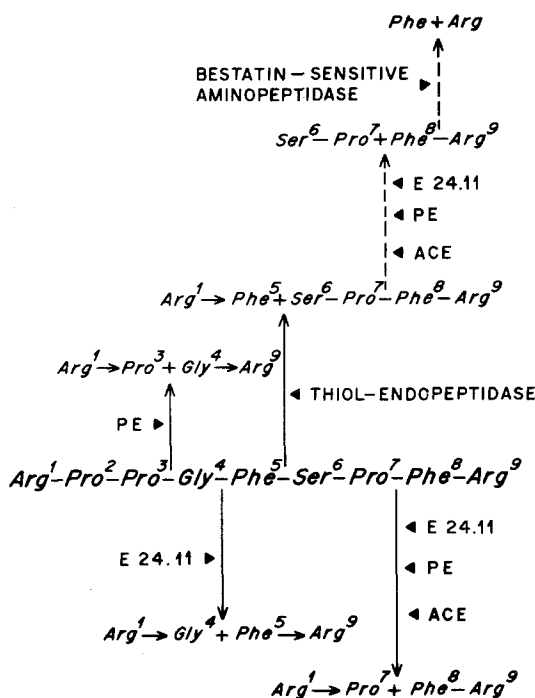 Phe + Arg
BESTATIN – SENSITIVE
AMINOPEPTIDASE
Ser⁶ – Pro⁷ + Phe⁸ – Arg⁹
E 24.11
PE
ACE
Arg¹ → Phe⁵ + Ser⁶ – Pro⁷ – Phe⁸ – Arg⁹
Arg¹ → Pro³ + Gly⁴ → Arg⁹
PE
THIOL-ENDOPEPTIDASE
Arg¹ – Pro² – Pro³ – Gly⁴ – Phe⁵ – Ser⁶ – Pro⁷ – Phe⁸ – Arg⁹
E 24.11
E 24.11
PE
ACE
Arg¹ → Gly⁴ + Phe⁵ → Arg⁹
Arg¹ → Pro⁷ + Phe⁸ – Arg⁹